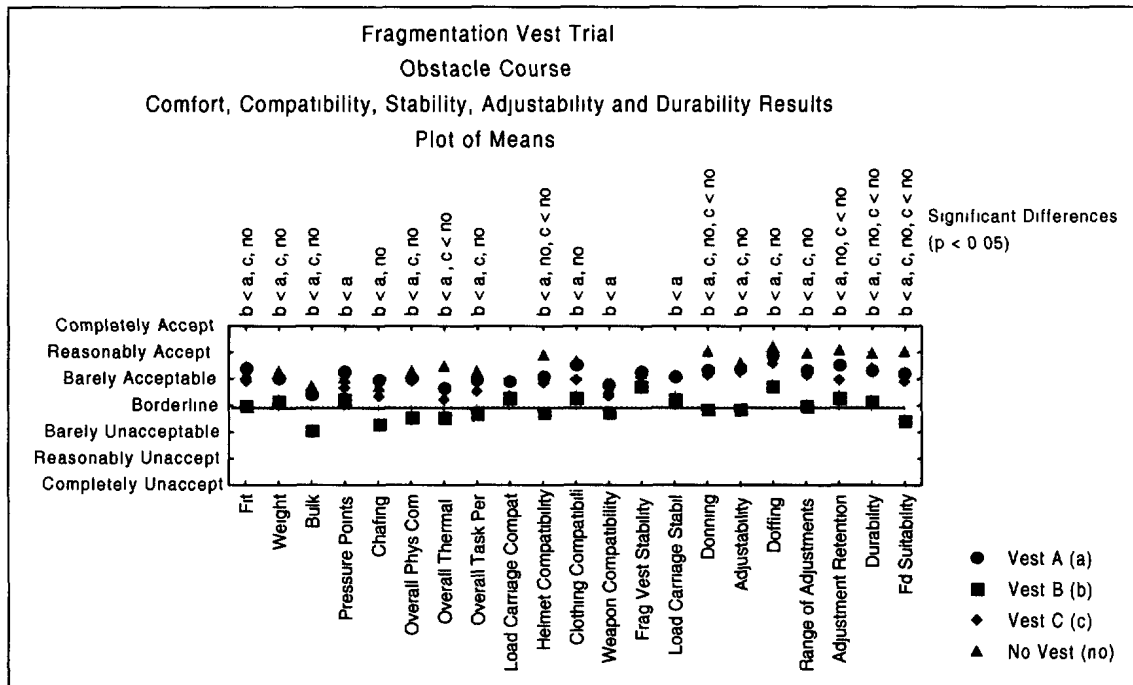 Fragmentation Vest Trial
Obstacle Course
Comfort, Compatibility, Stability, Adjustability and Durability Results
Plot of Means
b < a, c, no
b < a, c, no
b < a, c, no
b < a
b < a, no
b < a, c, no
b < a , c < no
b < a, c, no
b < a, no, c < no
b < a, no
b < a
b < a
b < a, c, no, c < no
b < a, c, no
b < a, c, no, c < no
b < a, c, no
b < a, no, c < no
b < a, c, no, c < no
b < a, c, no, c < no
Significant Differences
(p < 0 05)
Completely Accept
Reasonably Accept
Barely Acceptable
Borderline
Barely Unacceptable
Reasonably Unaccept
Completely Unaccept
Fit
Weight
Bulk
Pressure Points
Chafing
Overall Phys Com
Overall Thermal
Overall Task Per
Load Carriage Compat
Helmet Compatibility
Clothing Compatibili
Weapon Compatibility
Frag Vest Stability
Load Carriage Stabil
Donning
Adjustability
Doffing
Range of Adjustments
Adjustment Retention
Durability
Fd Suitability
Vest A (a)
Vest B (b)
Vest C (c)
No Vest (no)